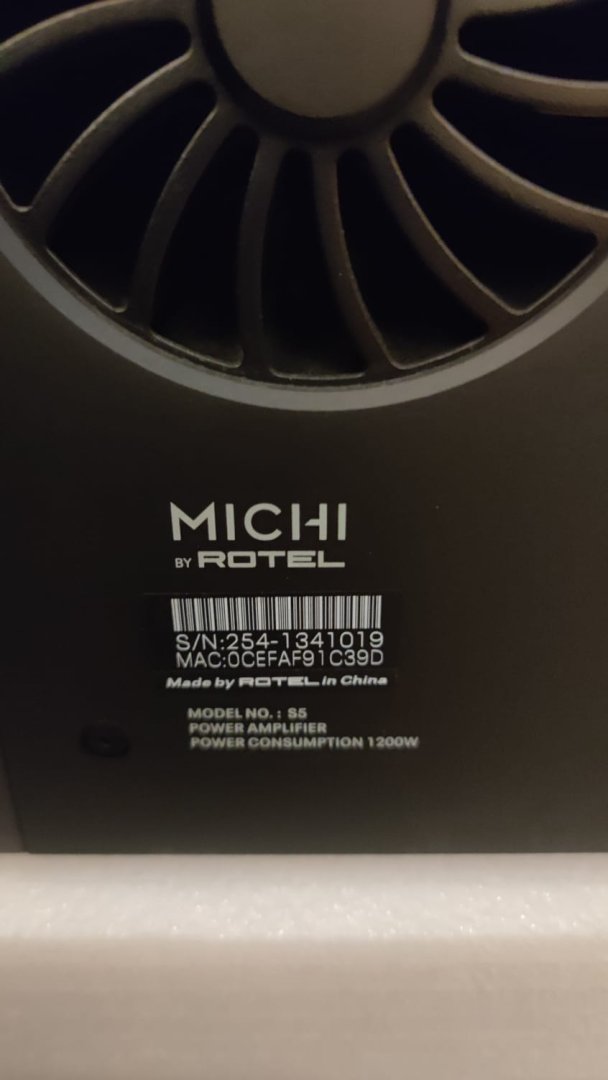 MICHI
BY ROTEL
S/N:254-1341019
MAC:0CEFAF91C39D
Made by ROTEL in China
MODEL NO. : S5
POWER AMPLIFIER
POWER CONSUMPTION 1200W